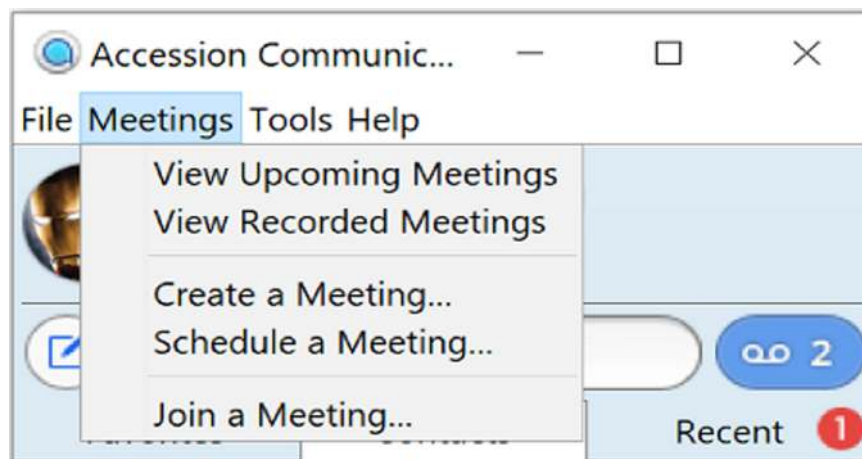 Accession Communic...
File Meetings Tools Help
View Upcoming Meetings
View Recorded Meetings
Create a Meeting...
Schedule a Meeting...
2
Join a Meeting...
Recent 1